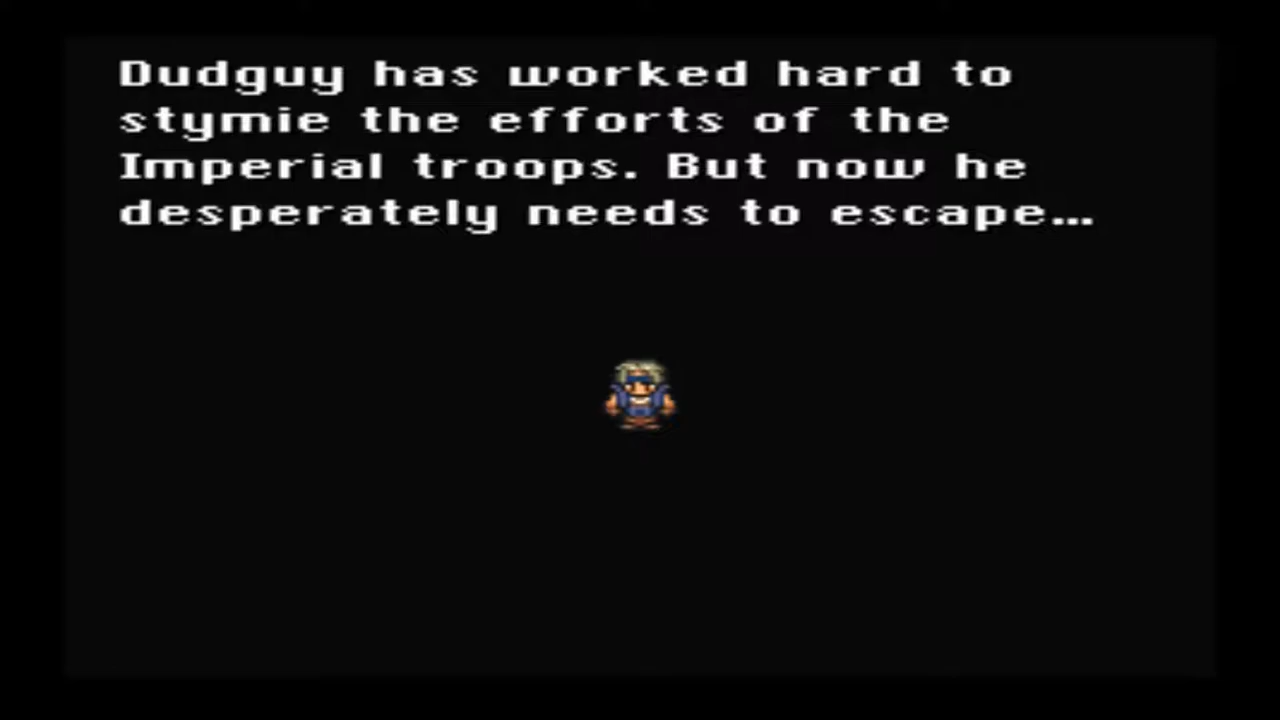 Dudguy has worked hard to
stymie the efforts of the
Imperial troops. But now he
desperately needs to escape…